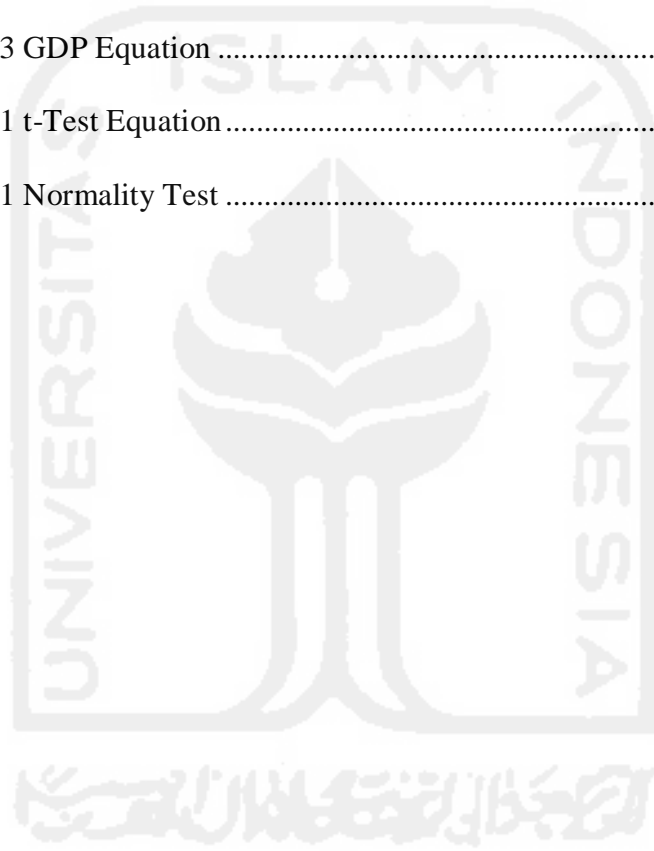 3 GDP Equation ........................................................
1 t-Test Equation ........................................................
1 Normality Test ........................................................
UNIVERSITAS
ISLAM
INDONESIA